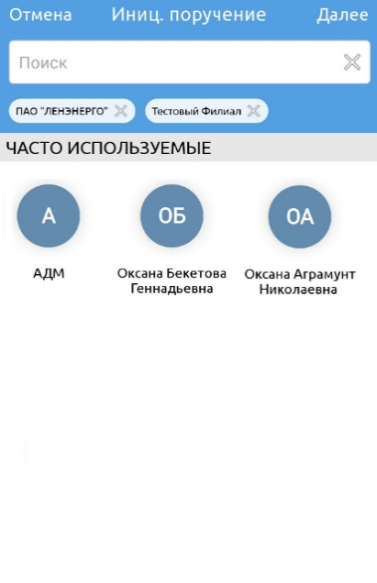 Отмена Иниц. поручение Далее
Поиск
ПАО "ЛЕНЭНЕРГО" Тестовый Филиал
ЧАСТО ИСПОЛЬЗУЕМЫЕ
А ОБ ОА
АДМ Оксана Бекетова Оксана Аграмунт
Геннадьевна Николаевна